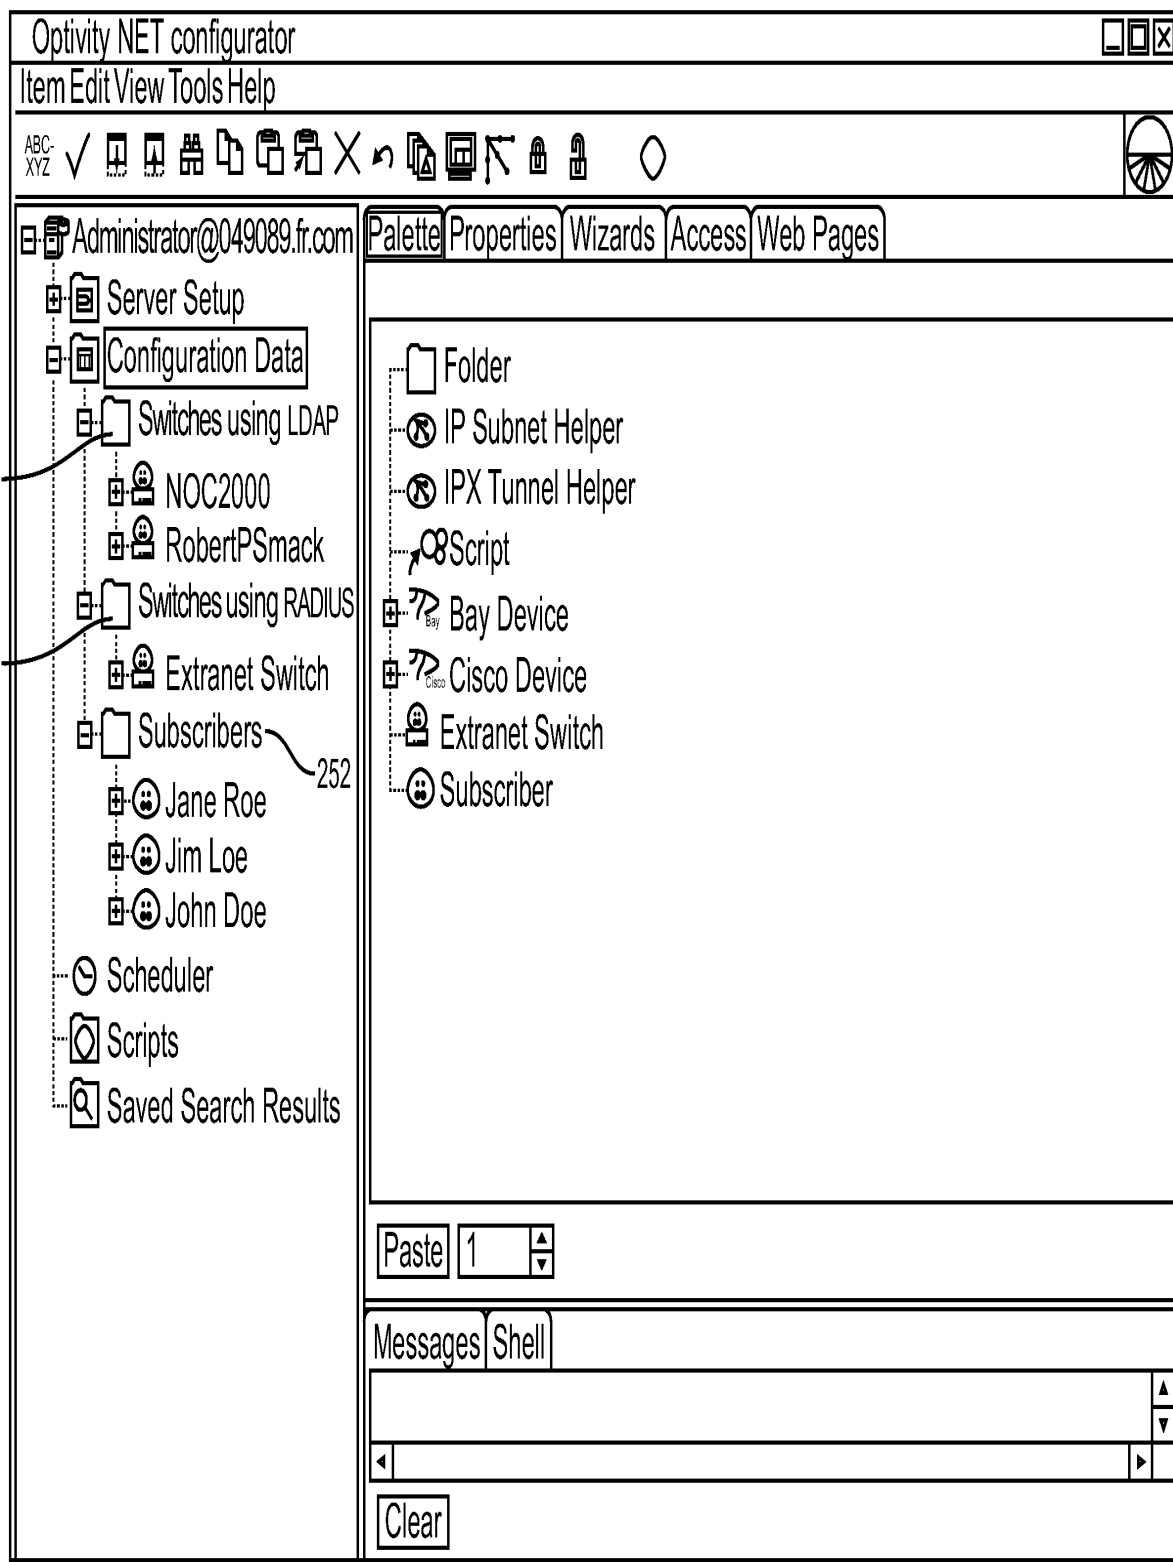 Optivity NET configurator
Item Edit View Tools Help
ABC-
XYZ
Administrator@049089.fr.com
Server Setup
Configuration Data
Switches using LDAP
NOC2000
RobertPSmack
Switches using RADIUS
Extranet Switch
Subscribers
252
Jane Roe
Jim Loe
John Doe
Scheduler
Scripts
Saved Search Results
Palette Properties Wizards Access Web Pages
Folder
IP Subnet Helper
IPX Tunnel Helper
Script
Bay Bay Device
Cisco Cisco Device
Extranet Switch
Subscriber
Paste 1
Messages Shell
Clear